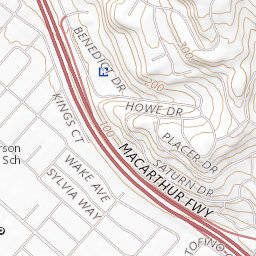 BENEDICT DR
200
HOWE DR
KINGS CT
100
PLACER DR
erson
Sch
MACARTHUR FWY
SATURN DR
WAKE AVE
SYLVIA WAY